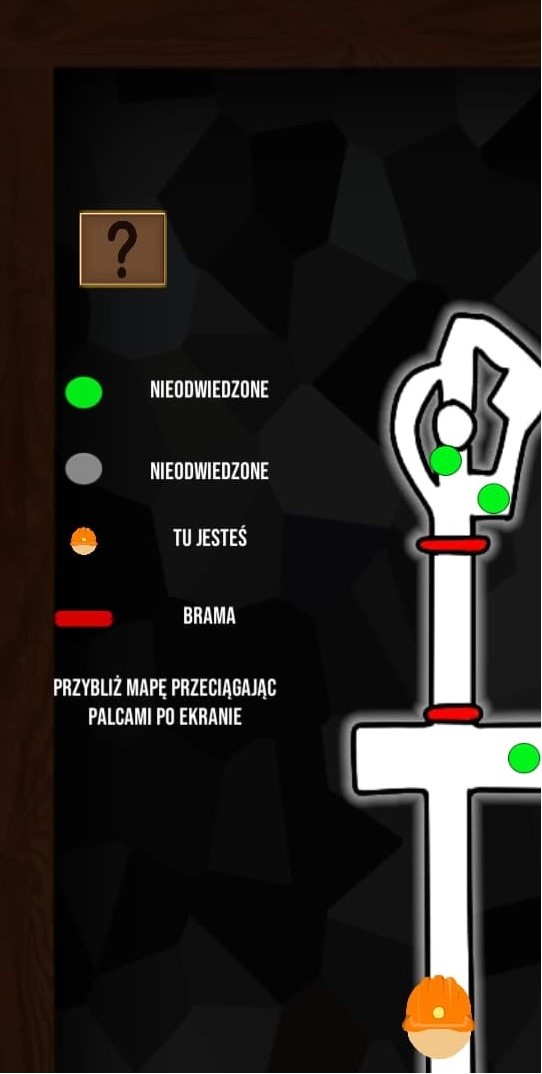 ?
NIEODWIEDZONE
NIEODWIEDZONE
TU JESTEŚ
BRAMA
PRZYBLIŻ MAPĘ PRZECIĄGAJĄC
PALCAMI PO EKRANIE